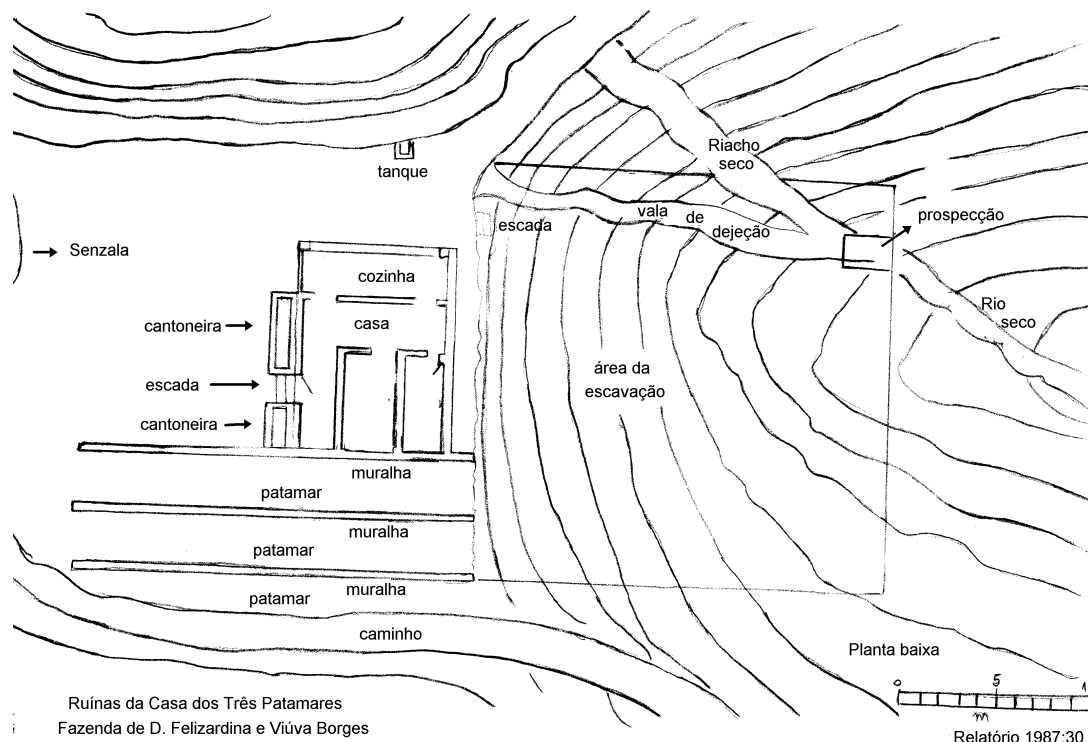 Riacho
seco
tanque
prospecção
vala
de
dejeção
escada
Senzala
cozinha
Rio
seco
cantoneira
casa
área da
escavação
escada
cantoneira
muralha
patamar
muralha
patamar
muralha
patamar
caminho
Planta baixa
0 5 1
m
Ruínas da Casa dos Três Patamares
Fazenda de D. Felizardina e Viúva Borges
Relatório 1987:30